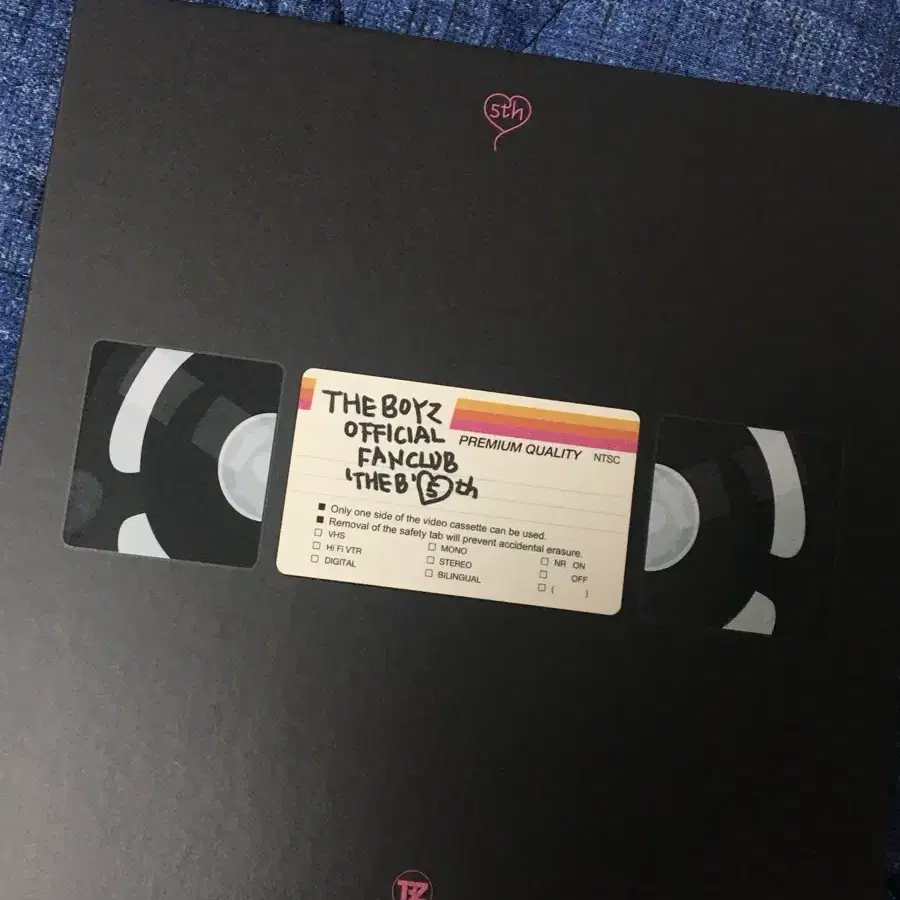 5th
THE BOYZ
OFFICIAL
FANCLUB
'THE B' 5th
PREMIUM QUALITY NTSC
■ Only one side of the video cassette can be used.
■ Removal of the safety tab will prevent accidental erasure.
□ VHS
□ Hi Fi VTR
□ DIGITAL
□ MONO
□ STEREO
□ BILINGUAL
□ NR ON
□ OFF
□ ( )